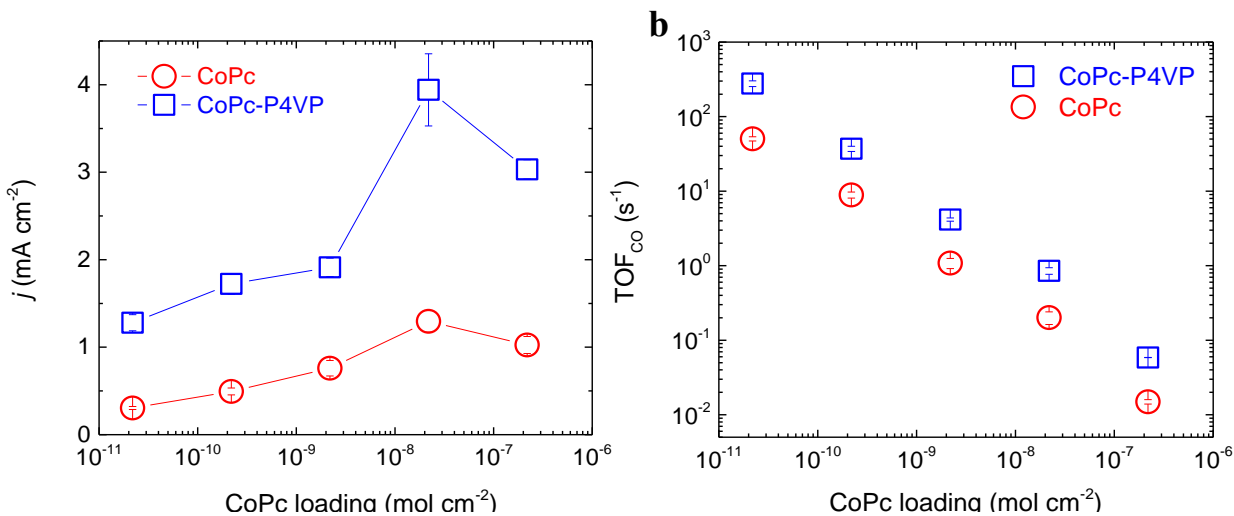 CoPc
CoPc-P4VP
4
3
2
1
0
j (mA cm-2)
10-11
10-10
10-9
10-8
10-7
10-6
CoPc loading (mol cm-2)
b
CoPc-P4VP
CoPc
103
102
101
100
10-1
10-2
TOFCO (s-1)
10-11
10-10
10-9
10-8
10-7
10-6
CoPc loading (mol cm-2)